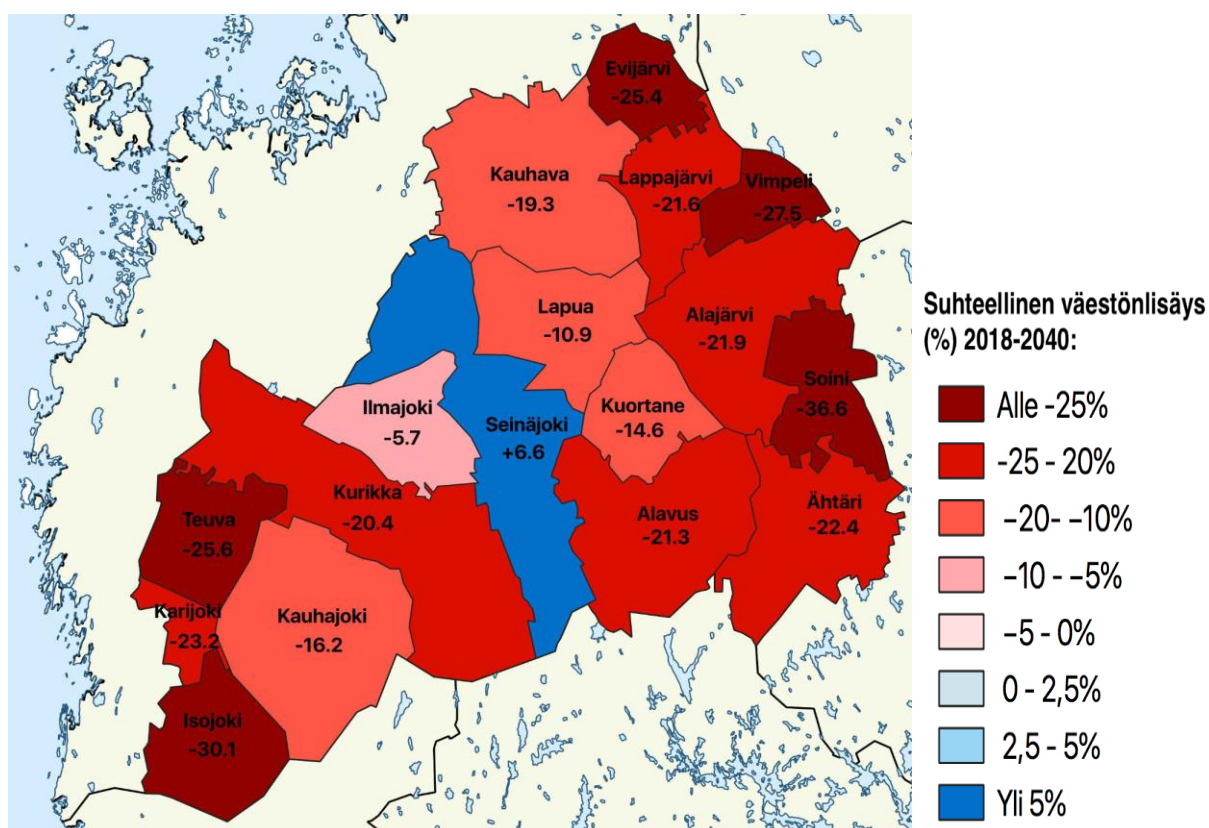 Evijärvi
-25.4
Kauhava
-19.3
Lappajärvi
-21.6
Vimpeli
-27.5
Lapua
-10.9
Alajärvi
-21.9
Soini
-36.6
Ilmajoki
-5.7
Seinäjoki
+6.6
Kuortane
-14.6
Kurikka
-20.4
Alavus
-21.3
Ähtäri
-22.4
Teuva
-25.6
Karijoki
-23.2
Kauhajoki
-16.2
Isojoki
-30.1
Suhteellinen väestönlisäys
(%) 2018-2040:
Alle -25%
-25 - 20%
–20- –10%
–10 – –5%
–5 - 0%
0 - 2,5%
2,5 - 5%
Yli 5%